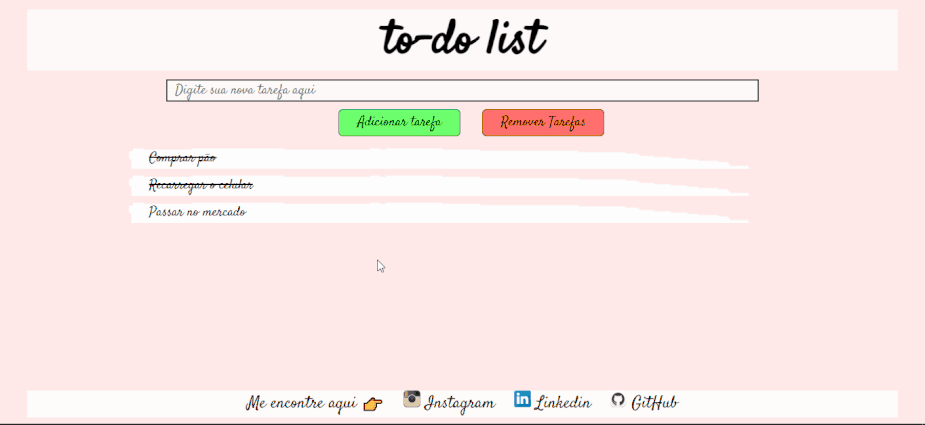 to-do list
Digite sua nova tarefa aqui
Adicionar tarefa Remover Tarefas
Comprar pão
Recarregar o celular
Passar no mercado
Me encontre aqui 👉 Instagram Linkedin GitHub